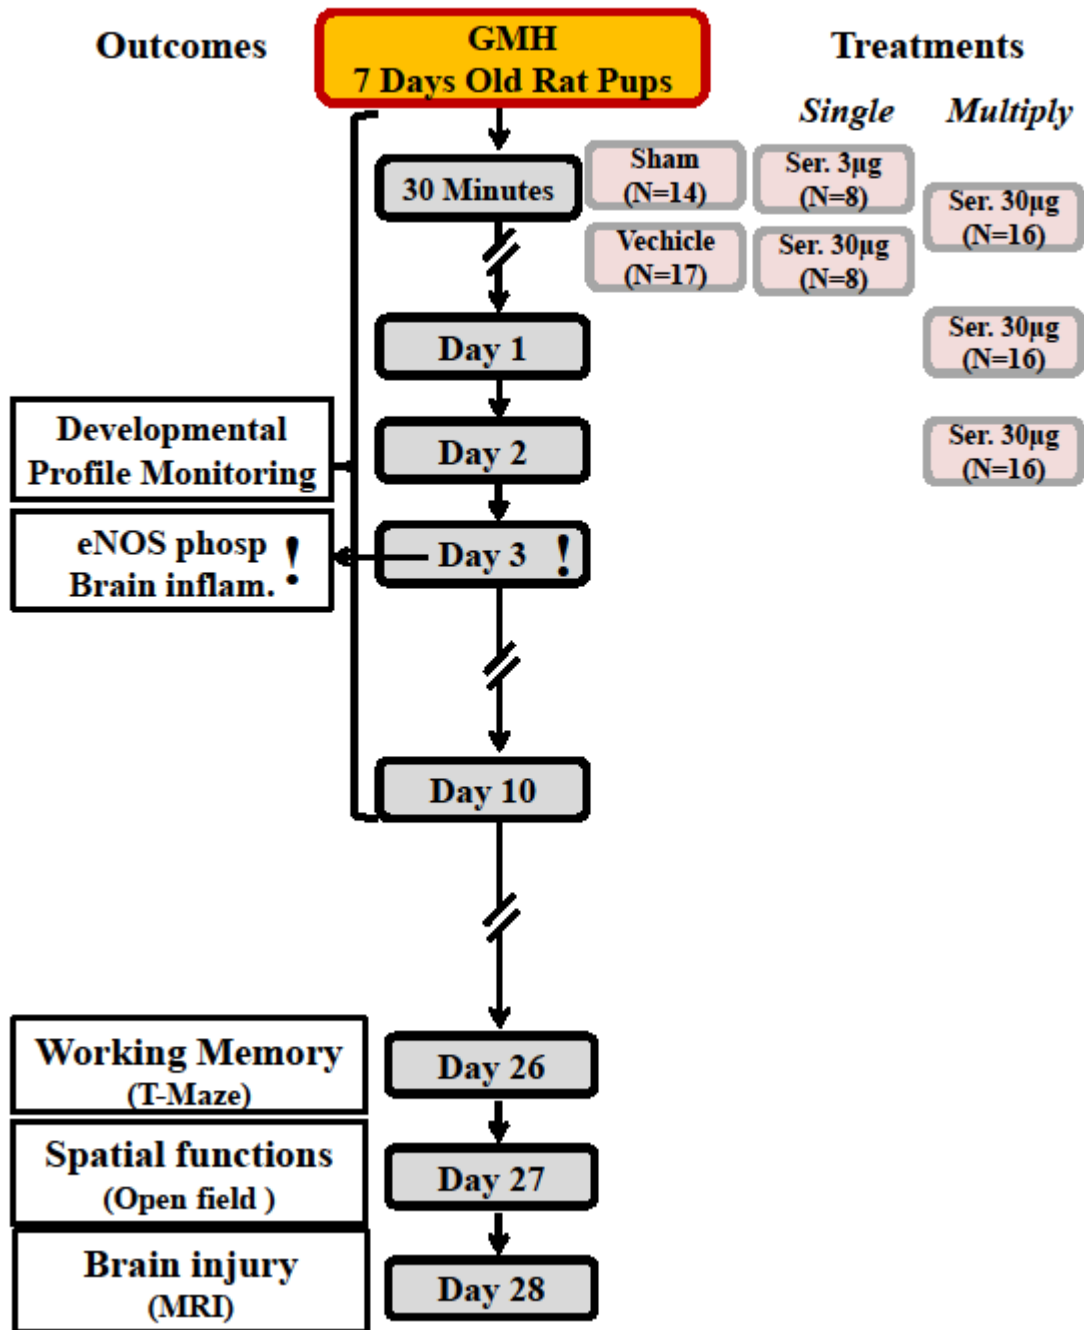 Outcomes
GMH
7 Days Old Rat Pups
Treatments
Single
Multiply
30 Minutes
Sham
(N=14)
Ser. 3µg
(N=8)
Ser. 30µg
(N=16)
Vechicle
(N=17)
Ser. 30µg
(N=8)
Day 1
Ser. 30µg
(N=16)
Developmental
Profile Monitoring
Day 2
Ser. 30µg
(N=16)
eNOS phosp
Brain inflam. !
Day 3 !
Day 10
Working Memory
(T-Maze)
Day 26
Spatial functions
(Open field )
Day 27
Brain injury
(MRI)
Day 28